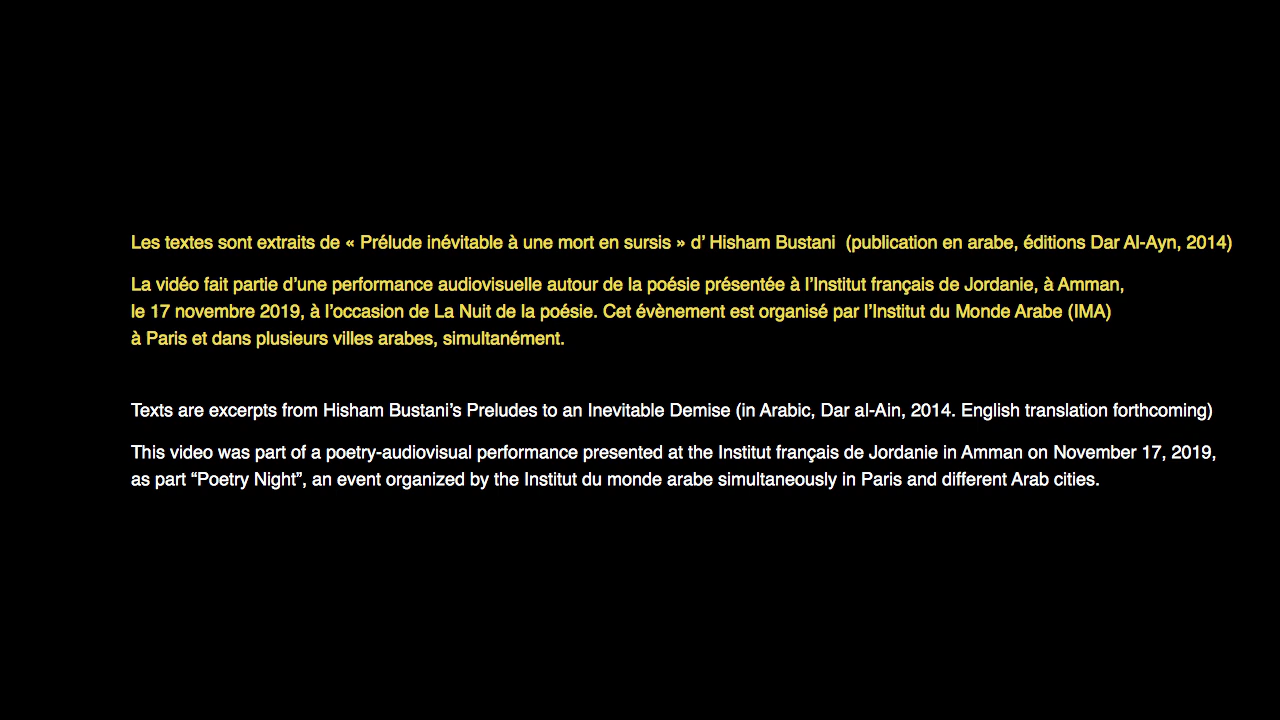 Les textes sont extraits de « Prélude inévitable à une mort en sursis » d’ Hisham Bustani  (publication en arabe, éditions Dar Al-Ayn, 2014)
La vidéo fait partie d’une performance audiovisuelle autour de la poésie présentée à l’Institut français de Jordanie, à Amman,
le 17 novembre 2019, à l’occasion de La Nuit de la poésie. Cet évènement est organisé par l’Institut du Monde Arabe (IMA)
à Paris et dans plusieurs villes arabes, simultanément.
Texts are excerpts from Hisham Bustani’s Preludes to an Inevitable Demise (in Arabic, Dar al-Ain, 2014. English translation forthcoming)
This video was part of a poetry-audiovisual performance presented at the Institut français de Jordanie in Amman on November 17, 2019,
as part “Poetry Night”, an event organized by the Institut du monde arabe simultaneously in Paris and different Arab cities.